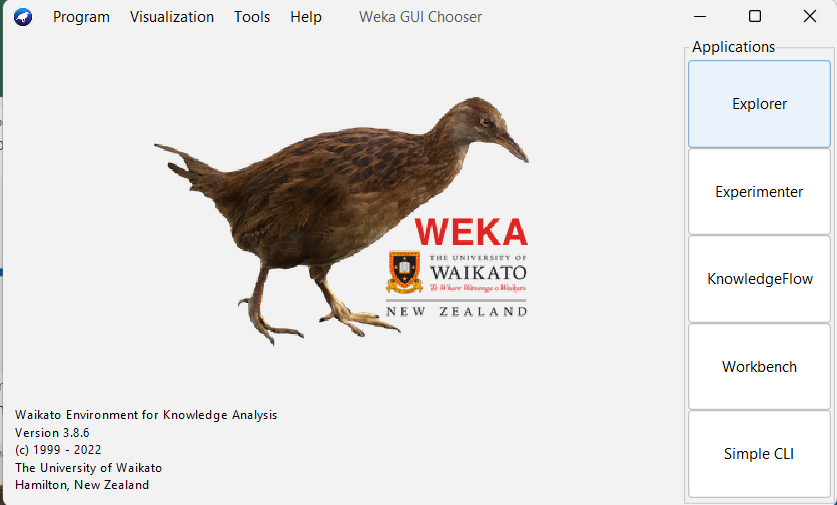 Program Visualization Tools Help Weka GUI Chooser
Applications
Explorer
Experimenter
KnowledgeFlow
Workbench
Simple CLI
WEKA
THE UNIVERSITY OF
WAIKATO
Te Whare Wānanga o Waikato
NEW ZEALAND
Waikato Environment for Knowledge Analysis
Version 3.8.6
(c) 1999 - 2022
The University of Waikato
Hamilton, New Zealand